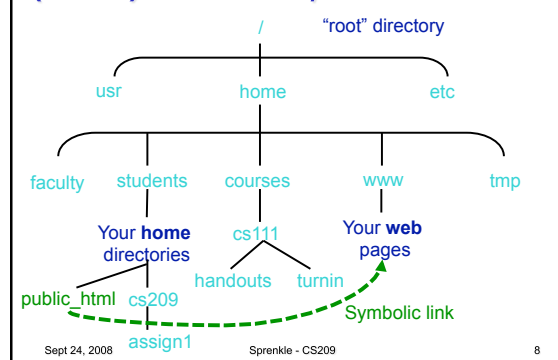 / "root" directory
usr home etc
faculty students courses www tmp
Your home
directories
cs111
Your web
pages
handouts turnin
public_html cs209
Symbolic link
assign1
Sept 24, 2008 Sprenkle - CS209 8